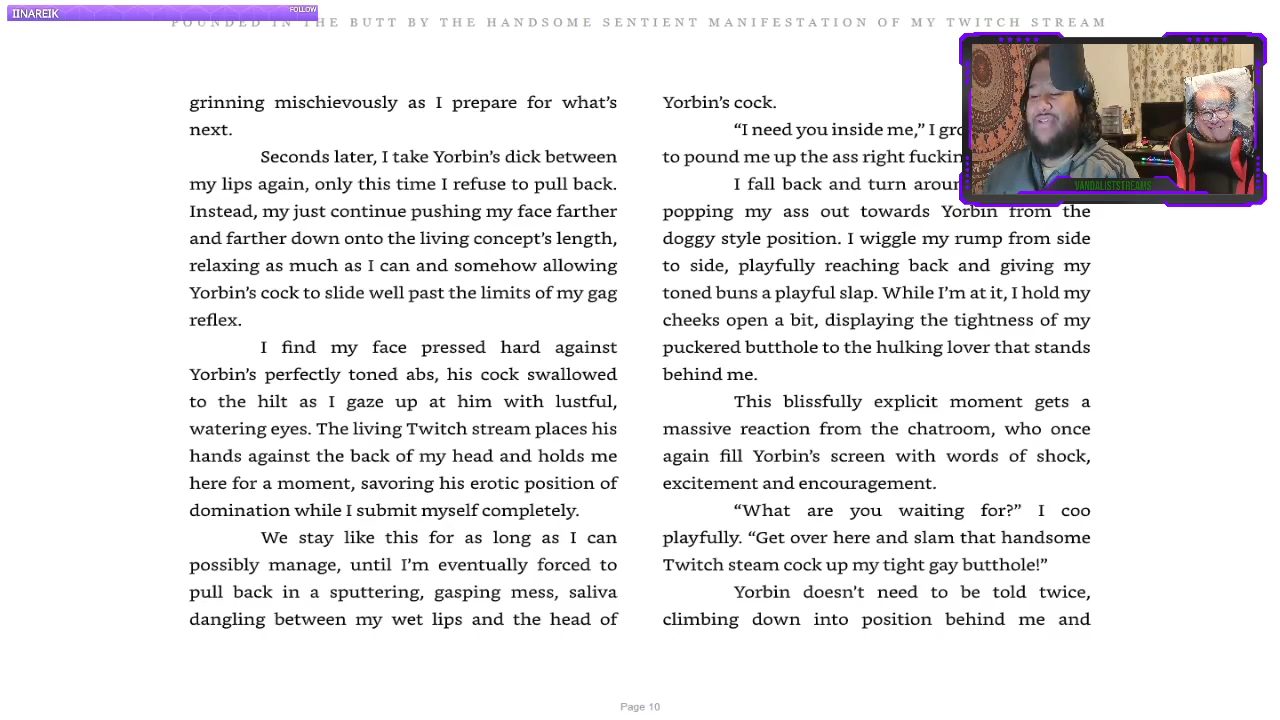 IINAREIK
FOLLOW
POUNDED IN THE BUTT BY THE HANDSOME SENTIENT MANIFESTATION OF MY TWITCH STREAM
grinning mischievously as I prepare for what's
next.
Seconds later, I take Yorbin's dick between
my lips again, only this time I refuse to pull back.
Instead, my just continue pushing my face farther
and farther down onto the living concept's length,
relaxing as much as I can and somehow allowing
Yorbin's cock to slide well past the limits of my gag
reflex.
I find my face pressed hard against
Yorbin's perfectly toned abs, his cock swallowed
to the hilt as I gaze up at him with lustful,
watering eyes. The living Twitch stream places his
hands against the back of my head and holds me
here for a moment, savoring his erotic position of
domination while I submit myself completely.
We stay like this for as long as I can
possibly manage, until I'm eventually forced to
pull back in a sputtering, gasping mess, saliva
dangling between my wet lips and the head of
Yorbin's cock.
"I need you inside me," I
to pound me up the ass right
I fall back and turn
popping my ass out towards Yorbin from the
doggy style position. I wiggle my rump from side
to side, playfully reaching back and giving my
toned buns a playful slap. While I'm at it, I hold my
cheeks open a bit, displaying the tightness of my
puckered butthole to the hulking lover that stands
behind me.
This blissfully explicit moment gets a
massive reaction from the chatroom, who once
again fill Yorbin's screen with words of shock,
excitement and encouragement.
"What are you waiting for?" I coo
playfully. "Get over here and slam that handsome
Twitch steam cock up my tight gay butthole!"
Yorbin doesn't need to be told twice,
climbing down into position behind me and
VANDALISTSTREAMS
Page 10